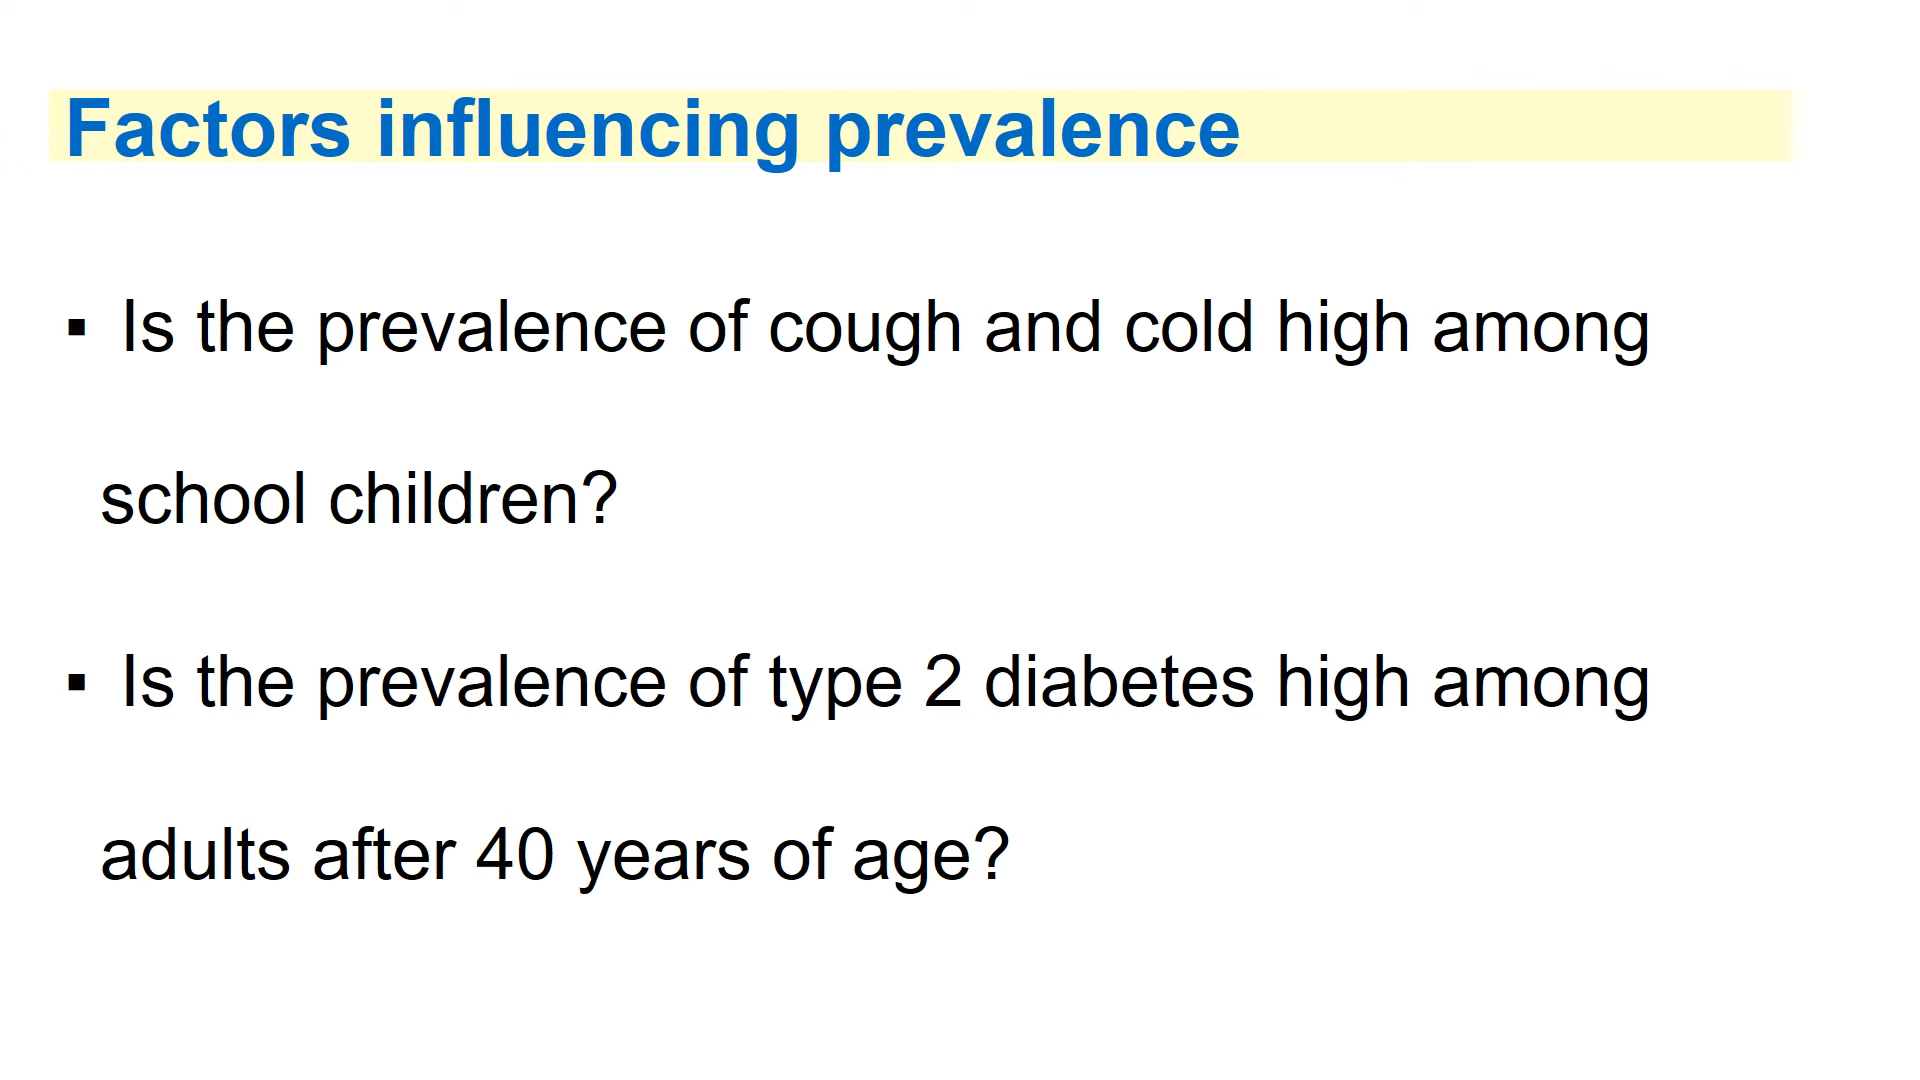 Factors influencing prevalence
▪ Is the prevalence of cough and cold high among
school children?
▪ Is the prevalence of type 2 diabetes high among
adults after 40 years of age?